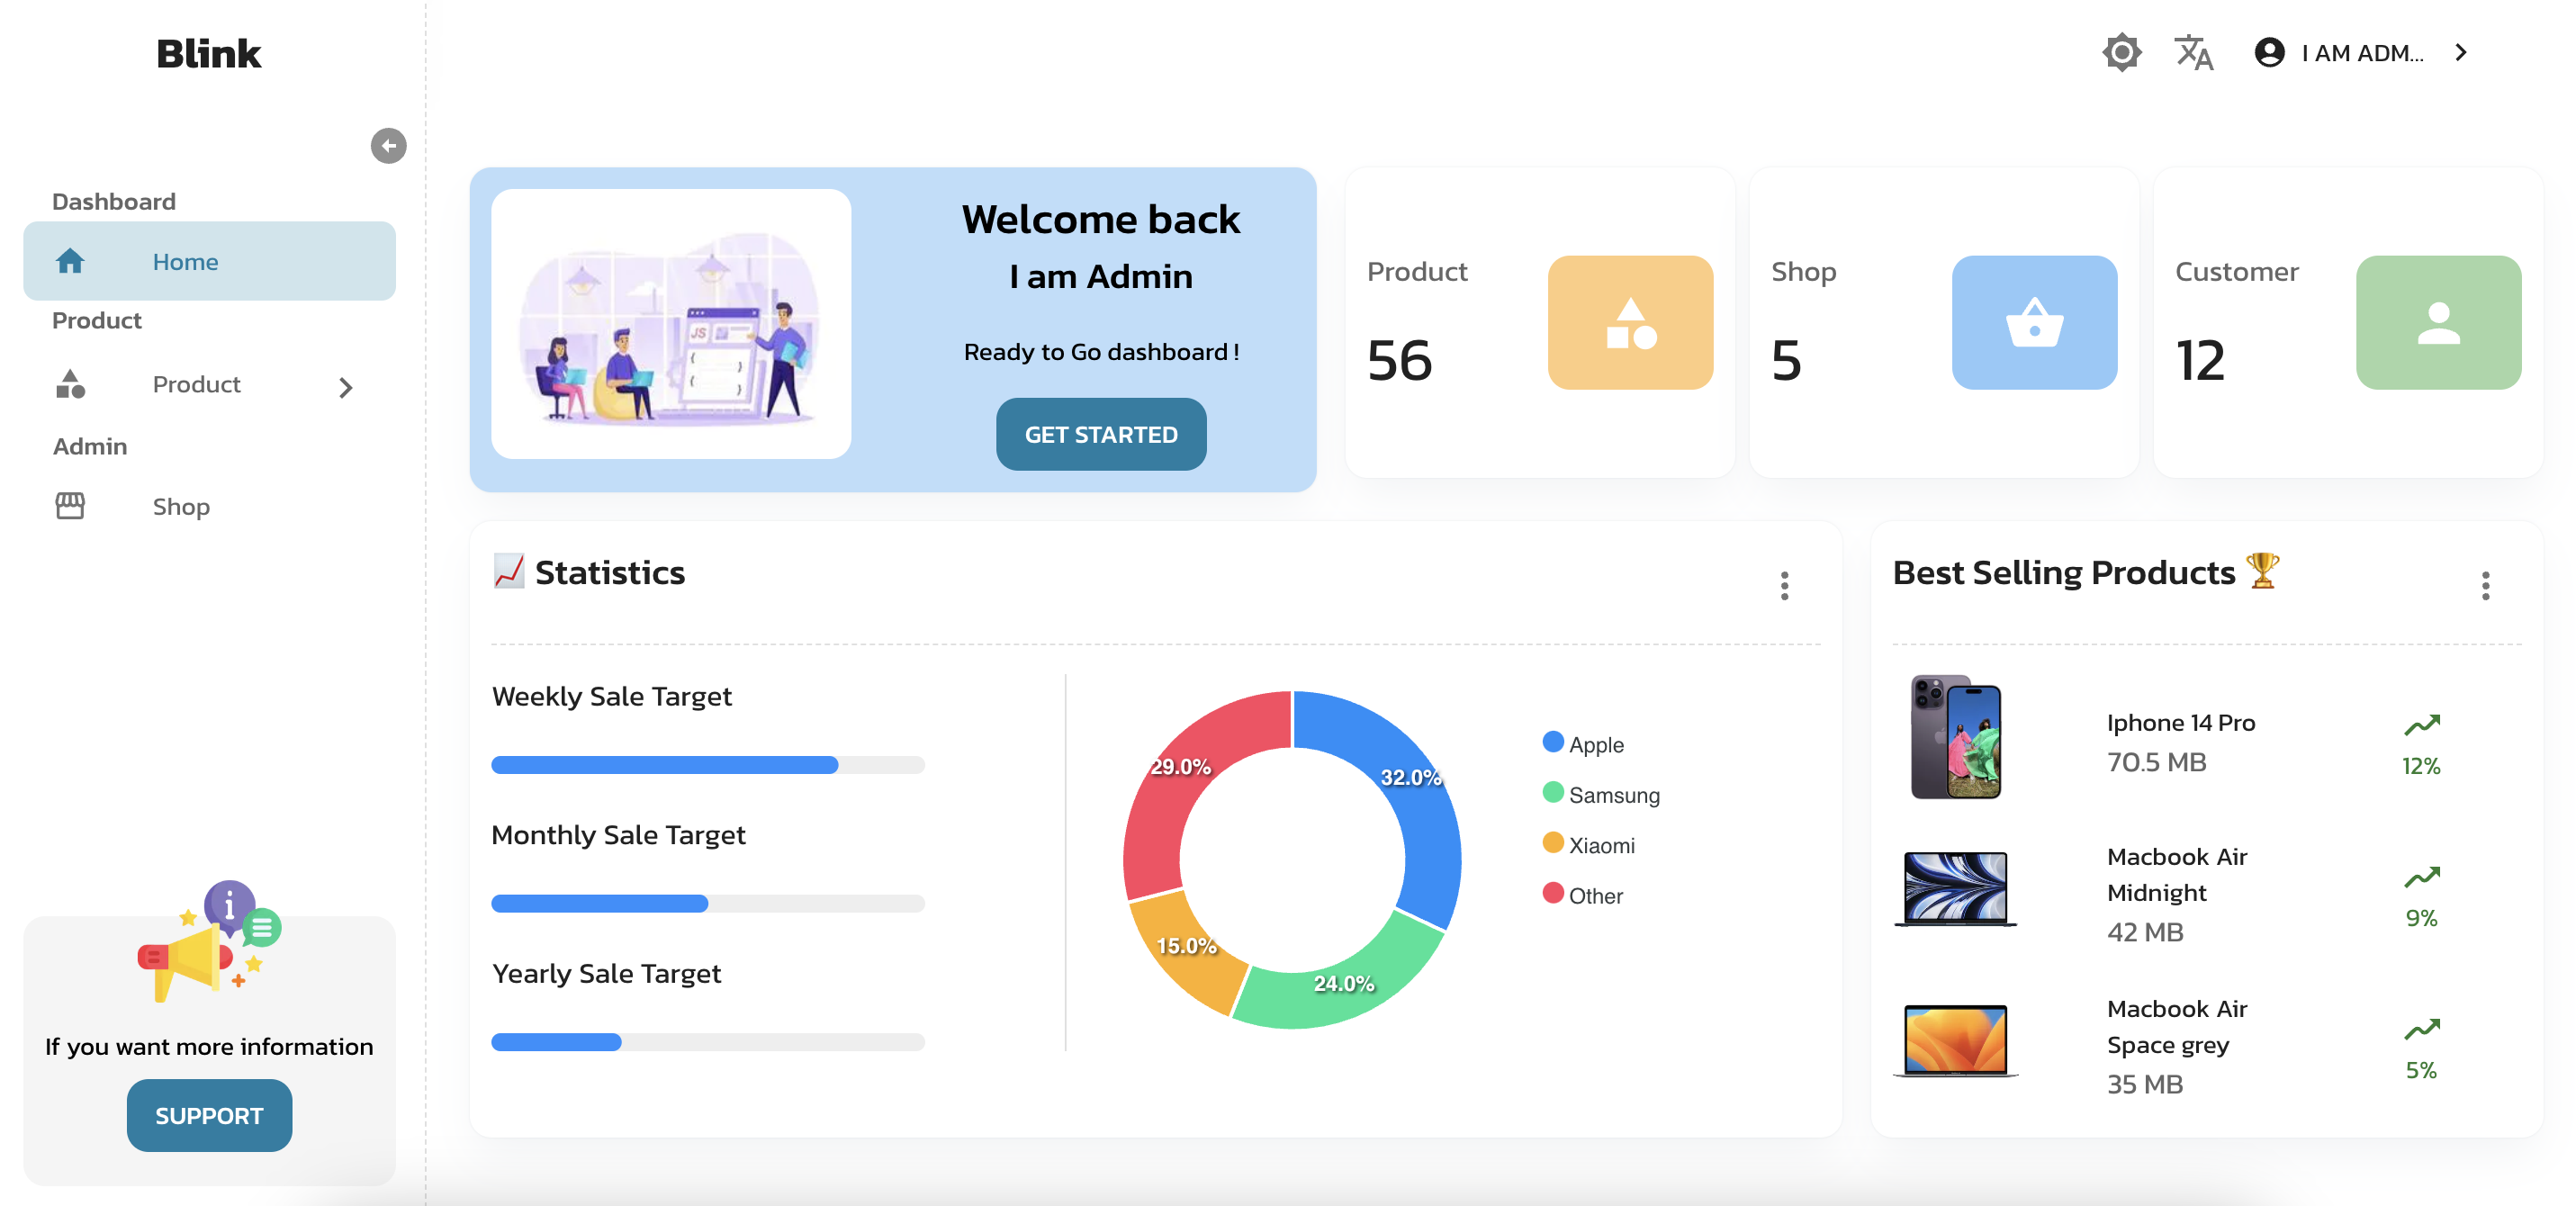 Blink
I AM ADM...
Dashboard
Home
Product
Product
Admin
Shop
If you want more information
SUPPORT
Welcome back
I am Admin
Ready to Go dashboard !
GET STARTED
JS
Product
56
Shop
5
Customer
12
Statistics
Weekly Sale Target
Monthly Sale Target
Yearly Sale Target
29.0%
32.0%
15.0%
24.0%
Apple
Samsung
Xiaomi
Other
Best Selling Products
Iphone 14 Pro
70.5 MB
12%
Macbook Air
Midnight
42 MB
9%
Macbook Air
Space grey
35 MB
5%